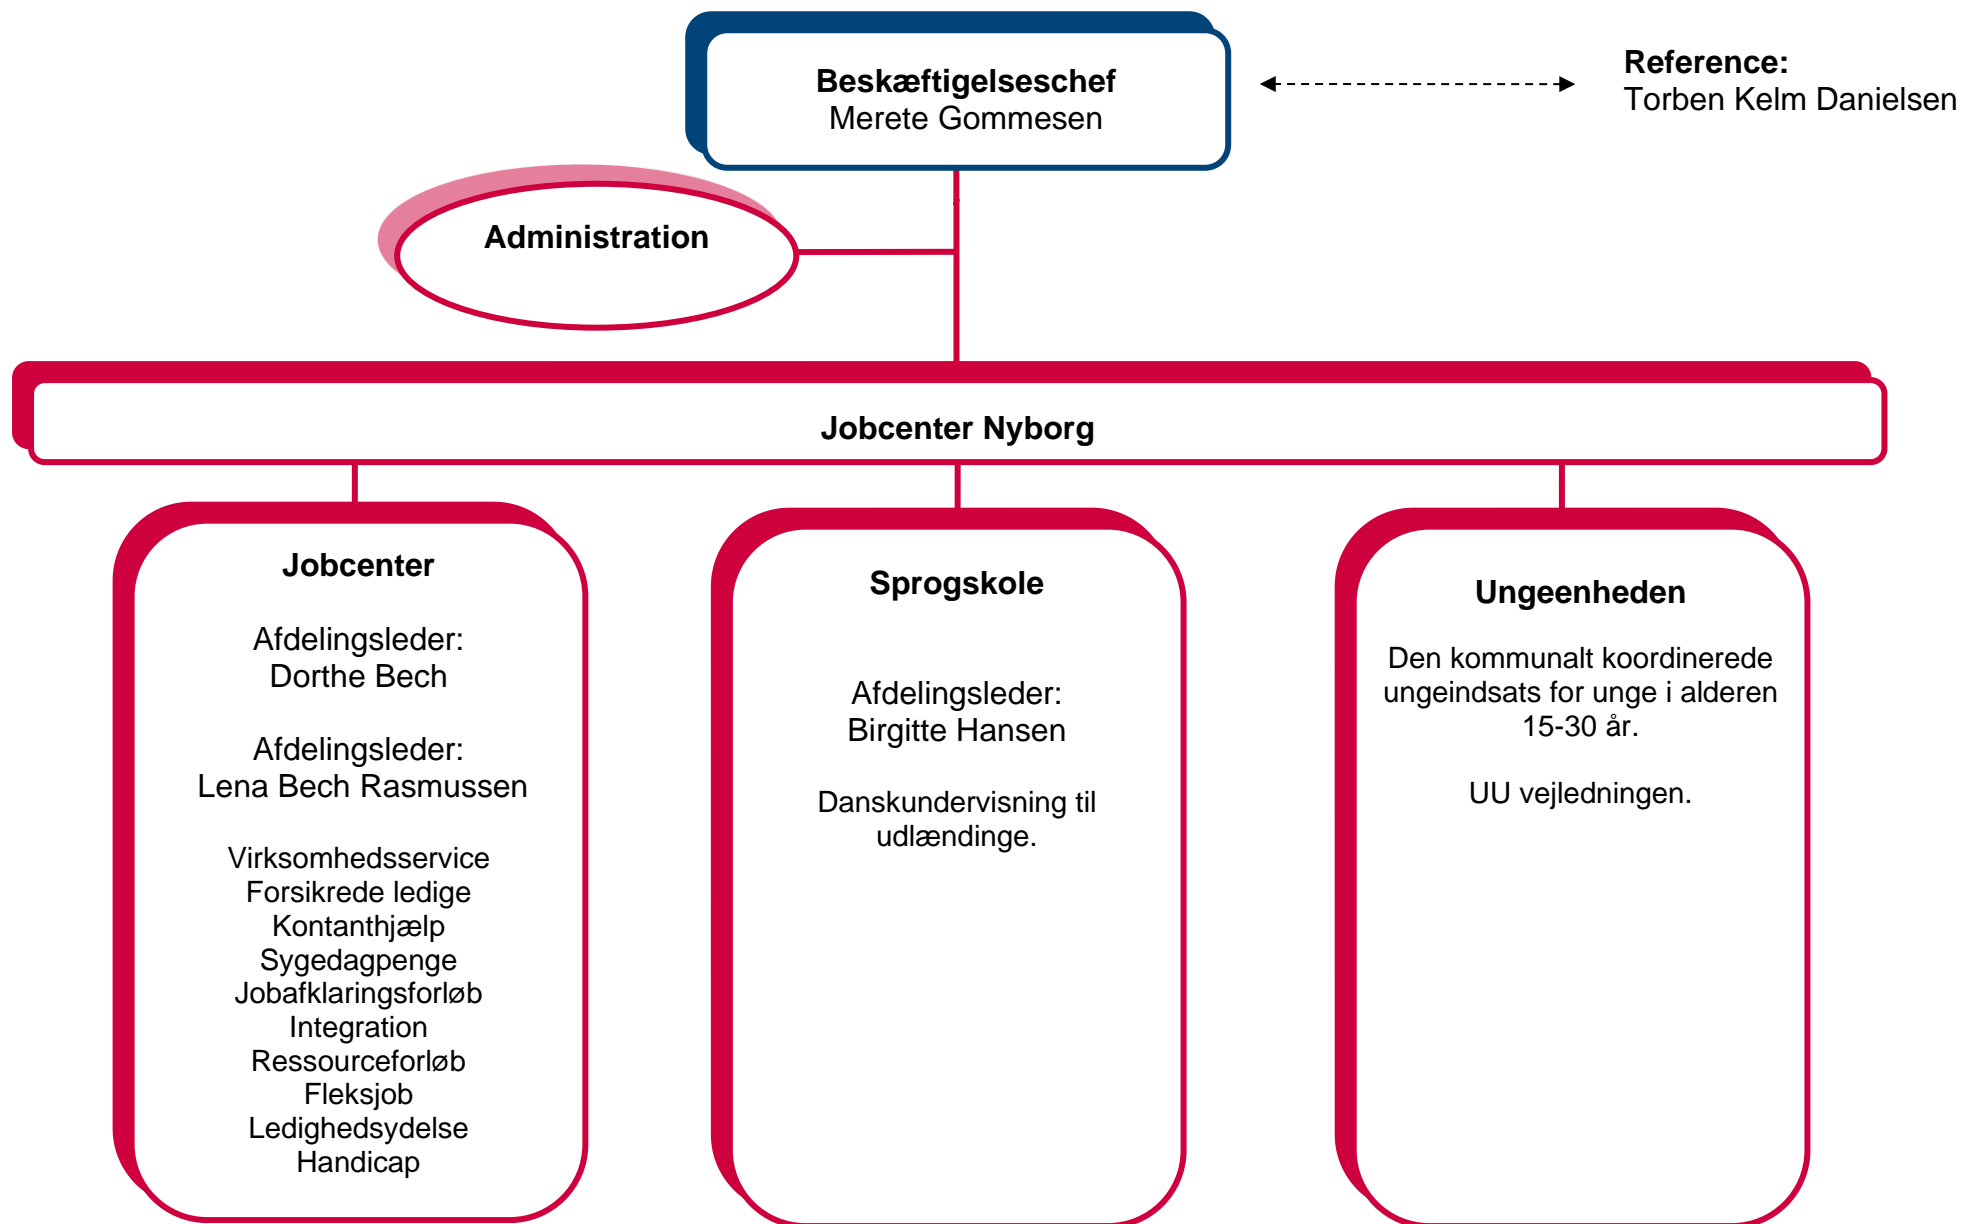 Beskæftigelseschef
Merete Gommesen
Reference:
Torben Kelm Danielsen
Administration
Jobcenter Nyborg
Jobcenter
Afdelingsleder:
Dorthe Bech
Afdelingsleder:
Lena Bech Rasmussen
Virksomhedsservice
Forsikrede ledige
Kontanthjælp
Sygedagpenge
Jobafklaringsforløb
Integration
Ressourceforløb
Fleksjob
Ledighedsydelse
Handicap
Sprogskole
Afdelingsleder:
Birgitte Hansen
Danskundervisning til
udlændinge.
Ungeenheden
Den kommunalt koordinerede
ungeindsats for unge i alderen
15-30 år.
UU vejledningen.